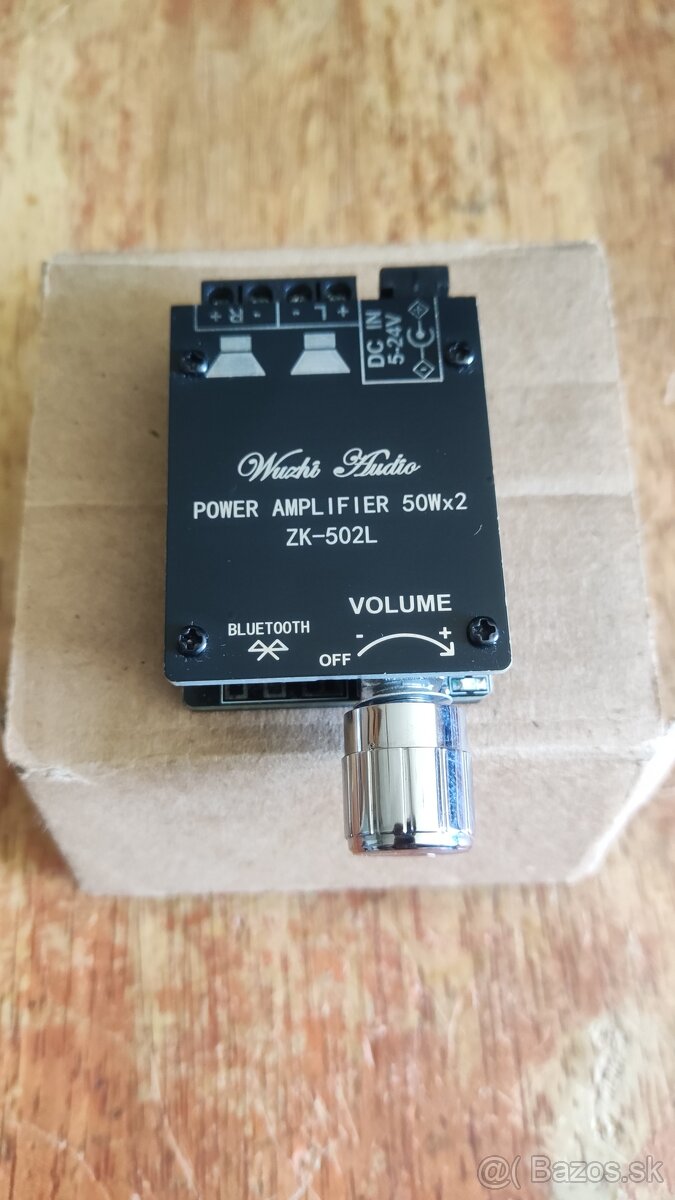 + R - - L +
DC IN
5-24V
Wuzhi Audio
POWER AMPLIFIER 50Wx2
ZK-502L
VOLUME
BLUETOOTH
- +
OFF
@( Bazos.sk